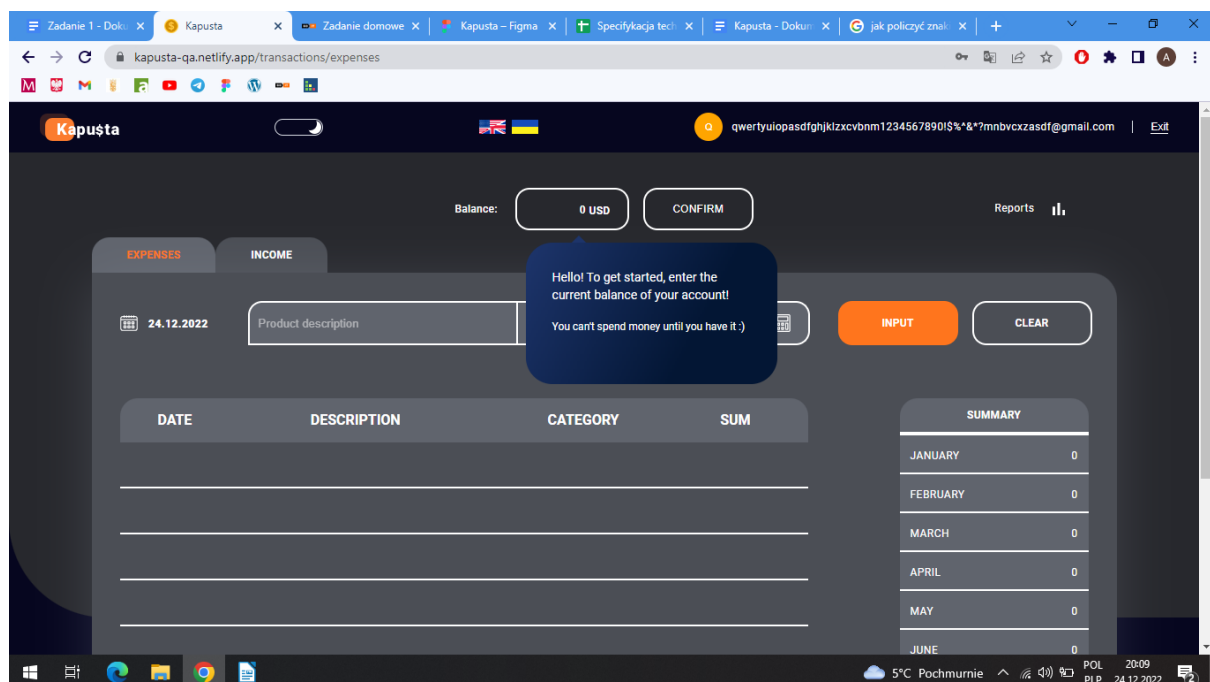 Zadanie 1 - Doku
Kapusta
Zadanie domowe
Kapusta – Figma
Specyfikacja tech
Kapusta - Dokum
jak policzyć znak
kapusta-qa.netlify.app/transactions/expenses
A
Kapu$ta
Q
qwertyuiopasdfghjklzxcvbnm1234567890!$%^&*?mnbvcxzasdf@gmail.com
Exit
Balance:
0 USD
CONFIRM
Reports
EXPENSES
INCOME
Hello! To get started, enter the
current balance of your account!
You can't spend money until you have it :)
24.12.2022
Product description
INPUT
CLEAR
DATE
DESCRIPTION
CATEGORY
SUM
SUMMARY
JANUARY 0
FEBRUARY 0
MARCH 0
APRIL 0
MAY 0
JUNE 0
5°C Pochmurnie
POL
PLP
20:09
24.12.2022
2